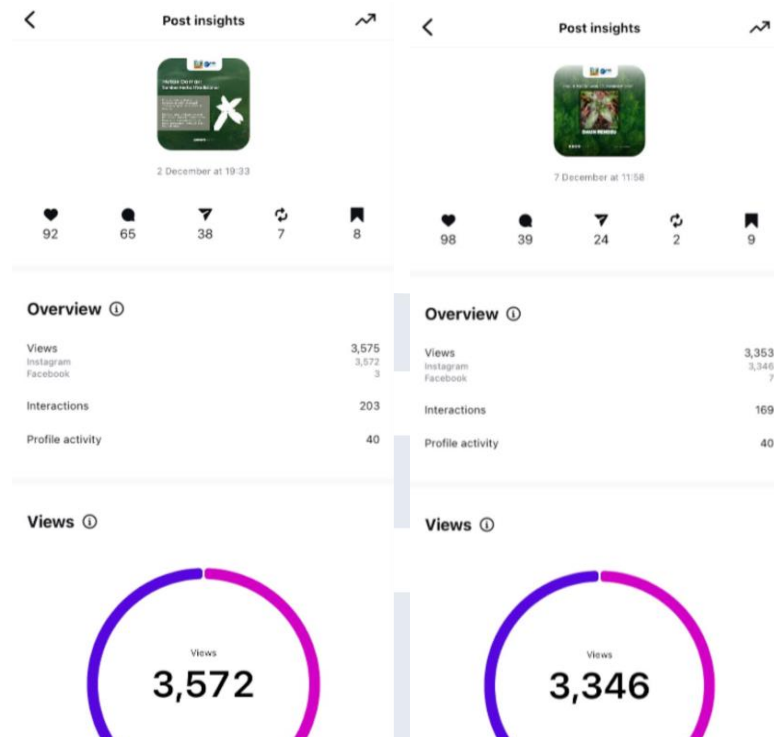 Post insights
2 December at 19:33
92 65 38 7 8
Overview
Views 3,575
Instagram 3,572
Facebook 3
Interactions 203
Profile activity 40
Views
Views
3,572
Post insights
DAUN RENDEU
7 December at 11:58
98 39 24 2 9
Overview
Views 3,353
Instagram 3,346
Facebook 7
Interactions 169
Profile activity 40
Views
Views
3,346